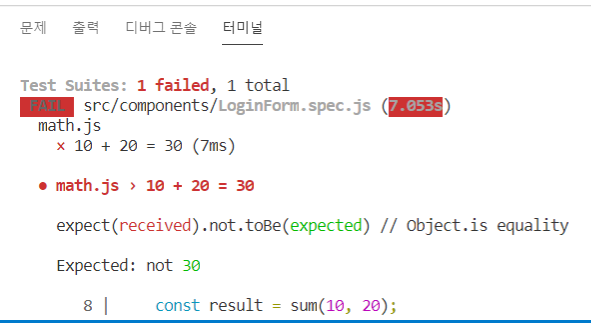 문제 출력 디버그 콘솔 터미널
Test Suites: 1 failed, 1 total
FAIL src/components/LoginForm.spec.js (7.053s)
math.js
× 10 + 20 = 30 (7ms)
● math.js › 10 + 20 = 30
expect(received).not.toBe(expected) // Object.is equality
Expected: not 30
8 | const result = sum(10, 20);